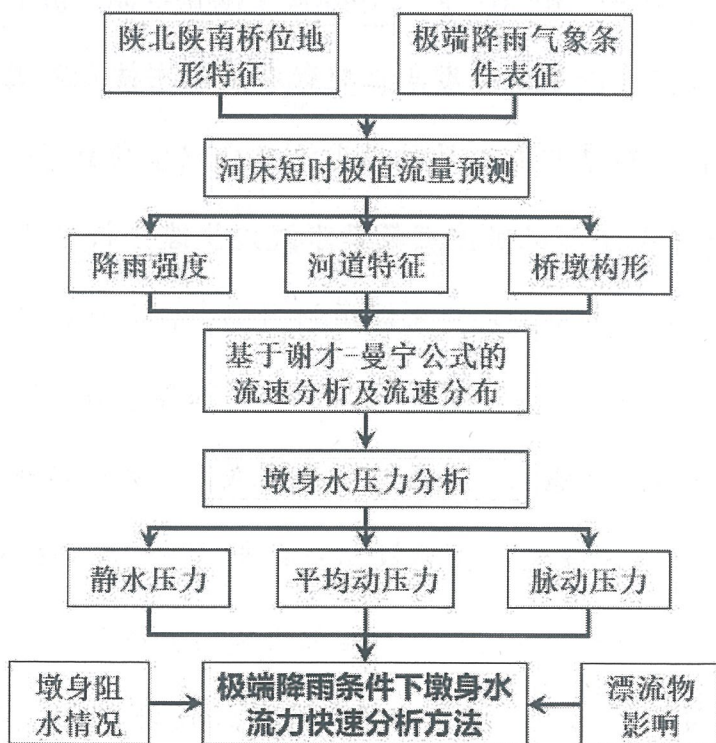 陕北陕南桥位地
形特征
极端降雨气象条
件表征
河床短时极值流量预测
降雨强度
河道特征
桥墩构形
基于谢才-曼宁公式的
流速分析及流速分布
墩身水压力分析
静水压力
平均动压力
脉动压力
墩身阻
水情况
极端降雨条件下墩身水
流力快速分析方法
漂流物
影响